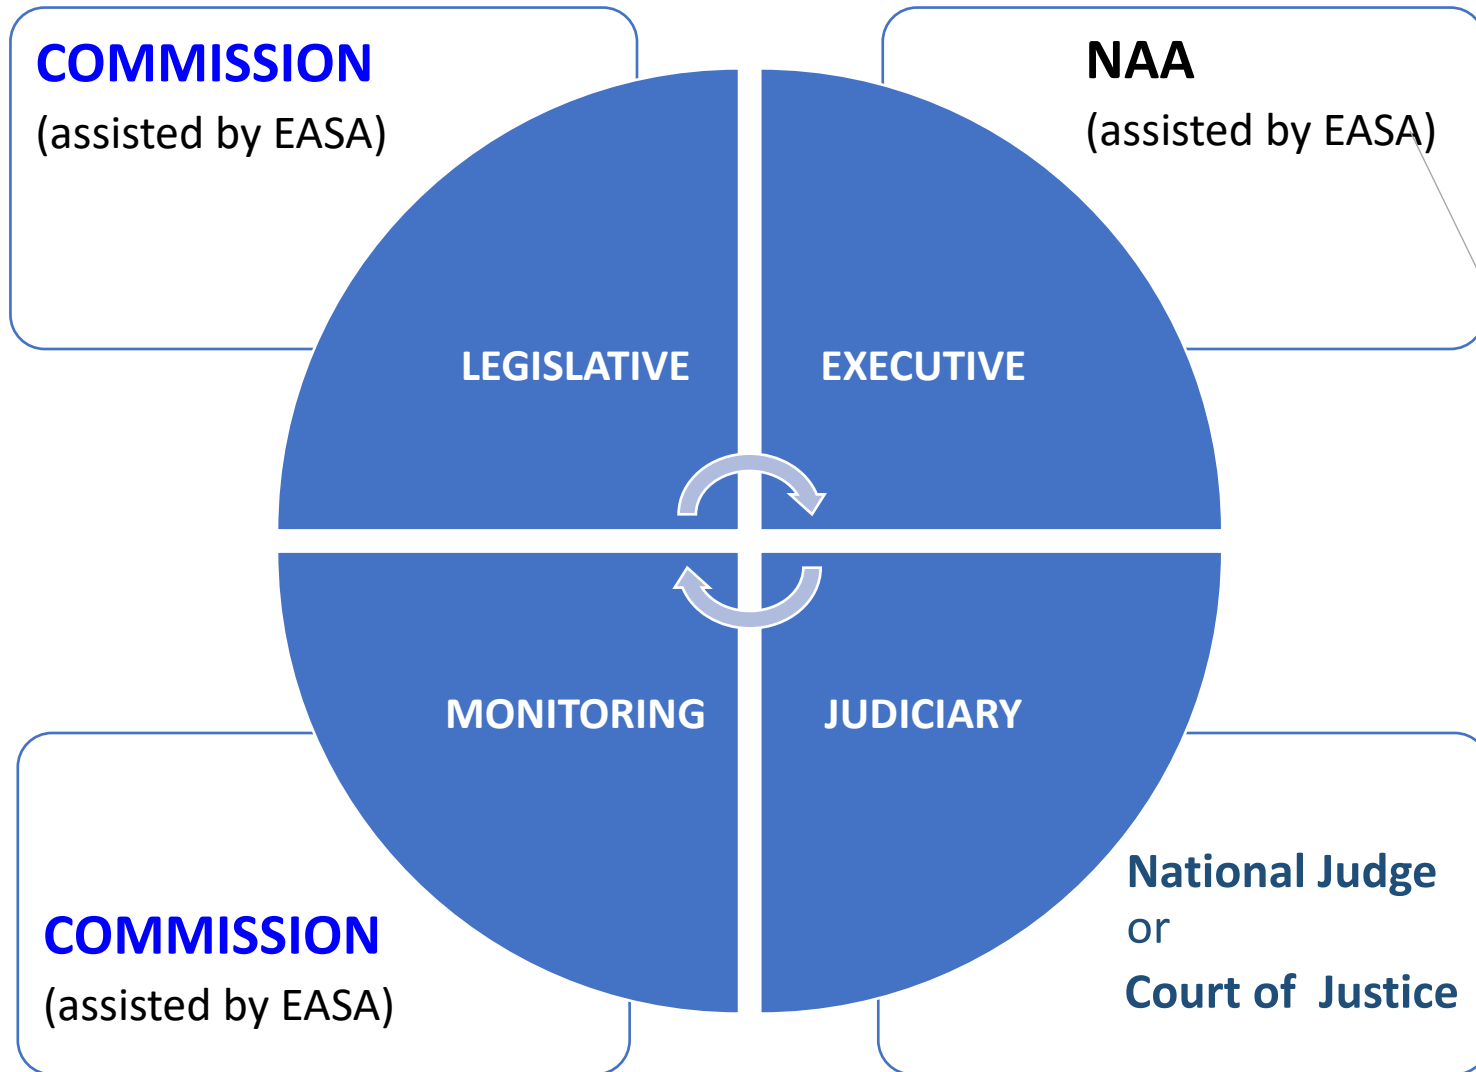 COMMISSION
(assisted by EASA)
NAA
(assisted by EASA)
LEGISLATIVE
EXECUTIVE
MONITORING
JUDICIARY
COMMISSION
(assisted by EASA)
National Judge
or
Court of  Justice